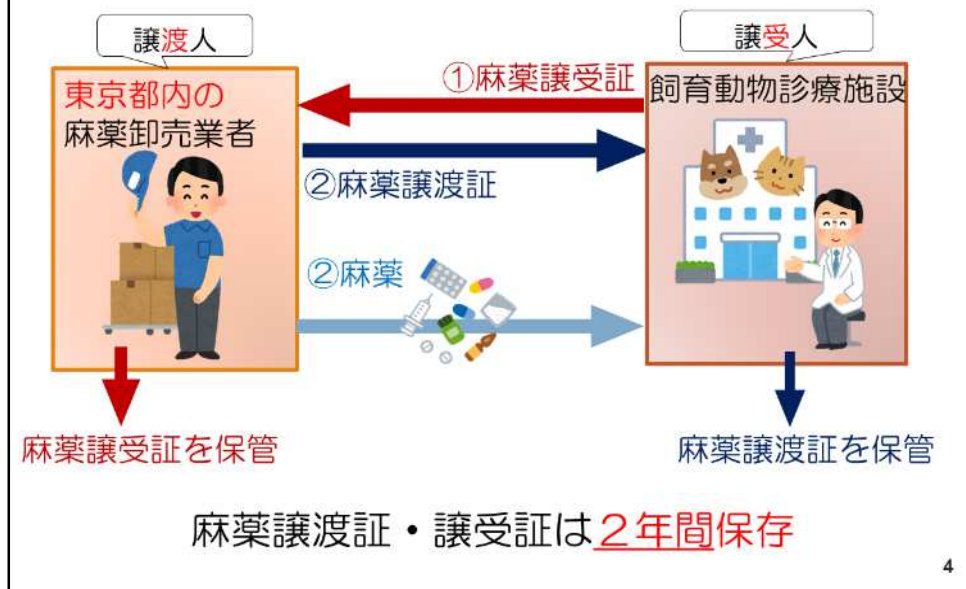 譲渡人
譲受人
東京都内の
麻薬卸売業者
①麻薬譲受証
飼育動物診療施設
②麻薬譲渡証
②麻薬
麻薬譲受証を保管
麻薬譲渡証を保管
麻薬譲渡証・譲受証は２年間保存
4